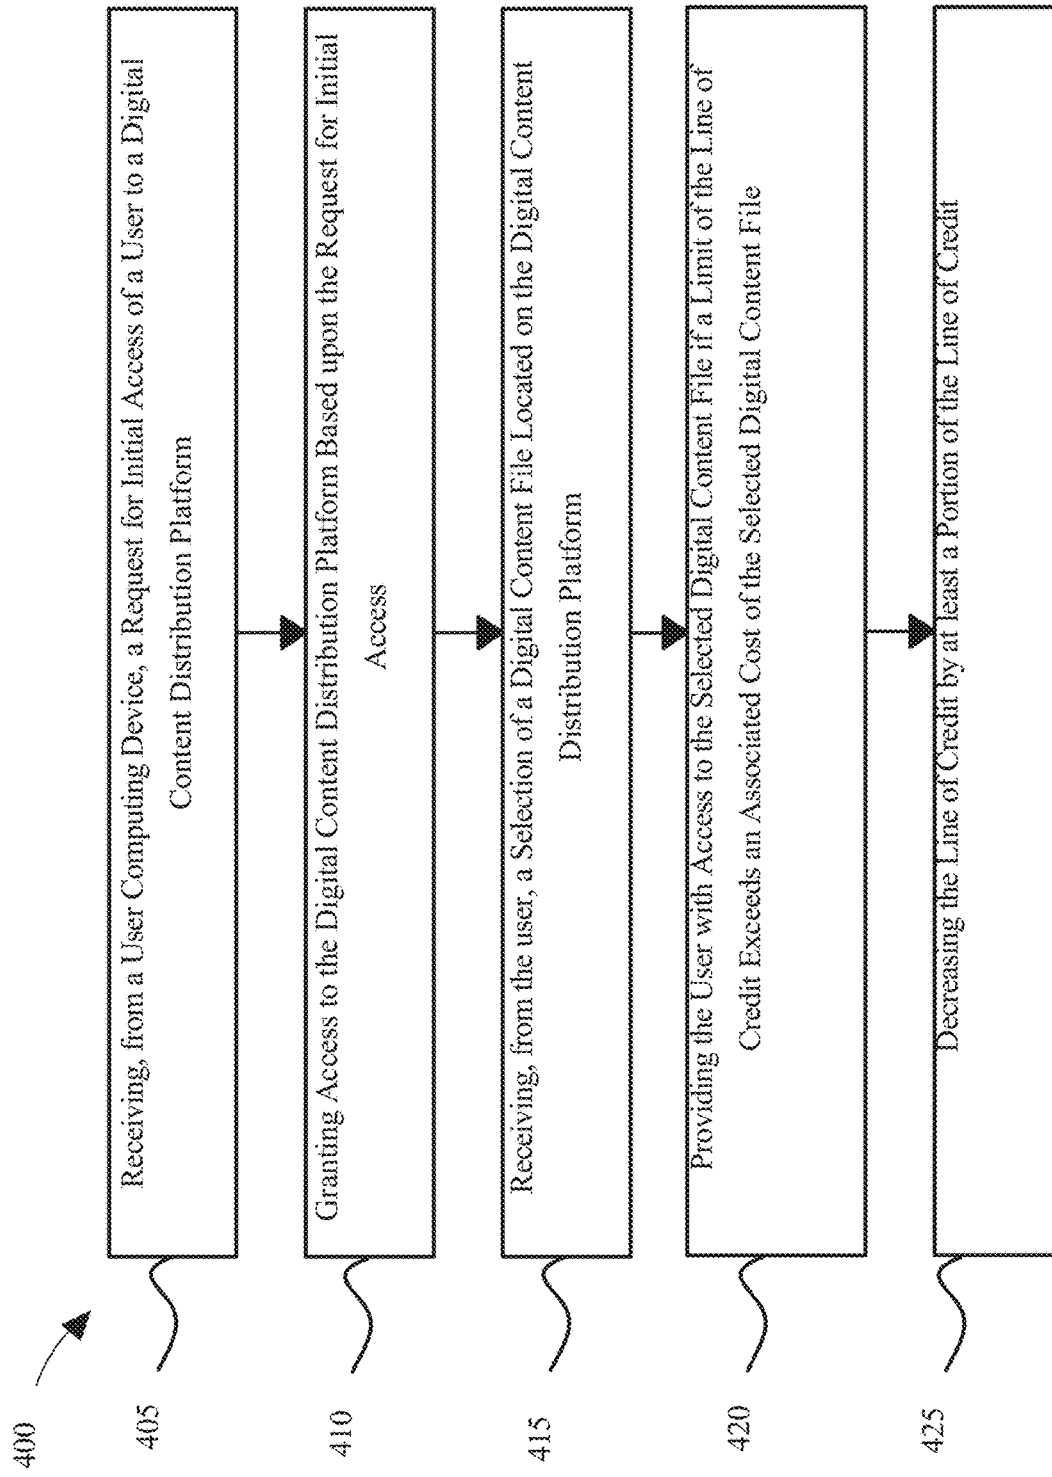 400
405
Receiving, from a User Computing Device, a Request for Initial Access of a User to a Digital
Content Distribution Platform
410
Granting Access to the Digital Content Distribution Platform Based upon the Request for Initial
Access
415
Receiving, from the user, a Selection of a Digital Content File Located on the Digital Content
Distribution Platform
420
Providing the User with Access to the Selected Digital Content File if a Limit of the Line of
Credit Exceeds an Associated Cost of the Selected Digital Content File
425
Decreasing the Line of Credit by at least a Portion of the Line of Credit